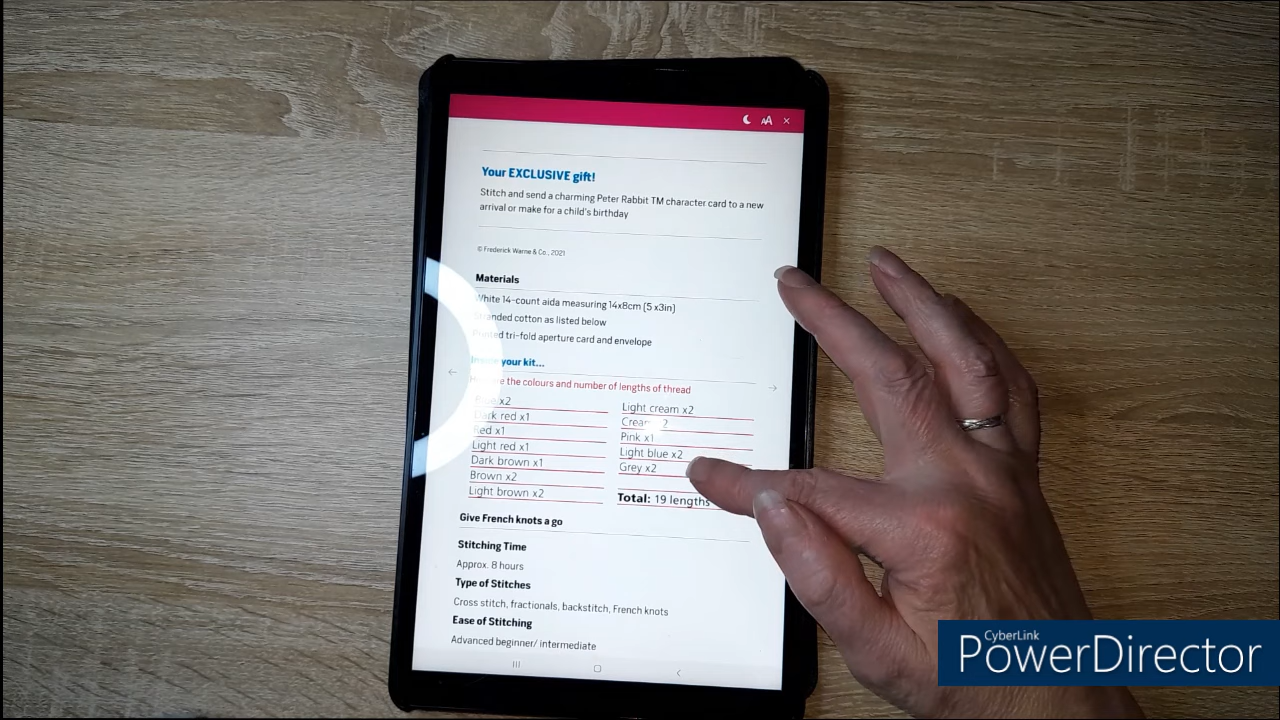 Your EXCLUSIVE gift!
Stitch and send a charming Peter Rabbit TM character card to a new
arrival or make for a child's birthday
© Frederick Warne & Co., 2021
Materials
White 14-count aida measuring 14x8cm (5 x3in)
Stranded cotton as listed below
Printed tri-fold aperture card and envelope
your kit...
the colours and number of lengths of thread
x2
Dark red x1
Red x1
Light red x1
Dark brown x1
Brown x2
Light brown x2
Light cream x2
Cream x2
Pink x1
Light blue x2
Grey x2
Total: 19 lengths
Give French knots a go
Stitching Time
Approx. 8 hours
Type of Stitches
Cross stitch, fractionals, backstitch, French knots
Ease of Stitching
Advanced beginner/ intermediate
CyberLink
PowerDirector